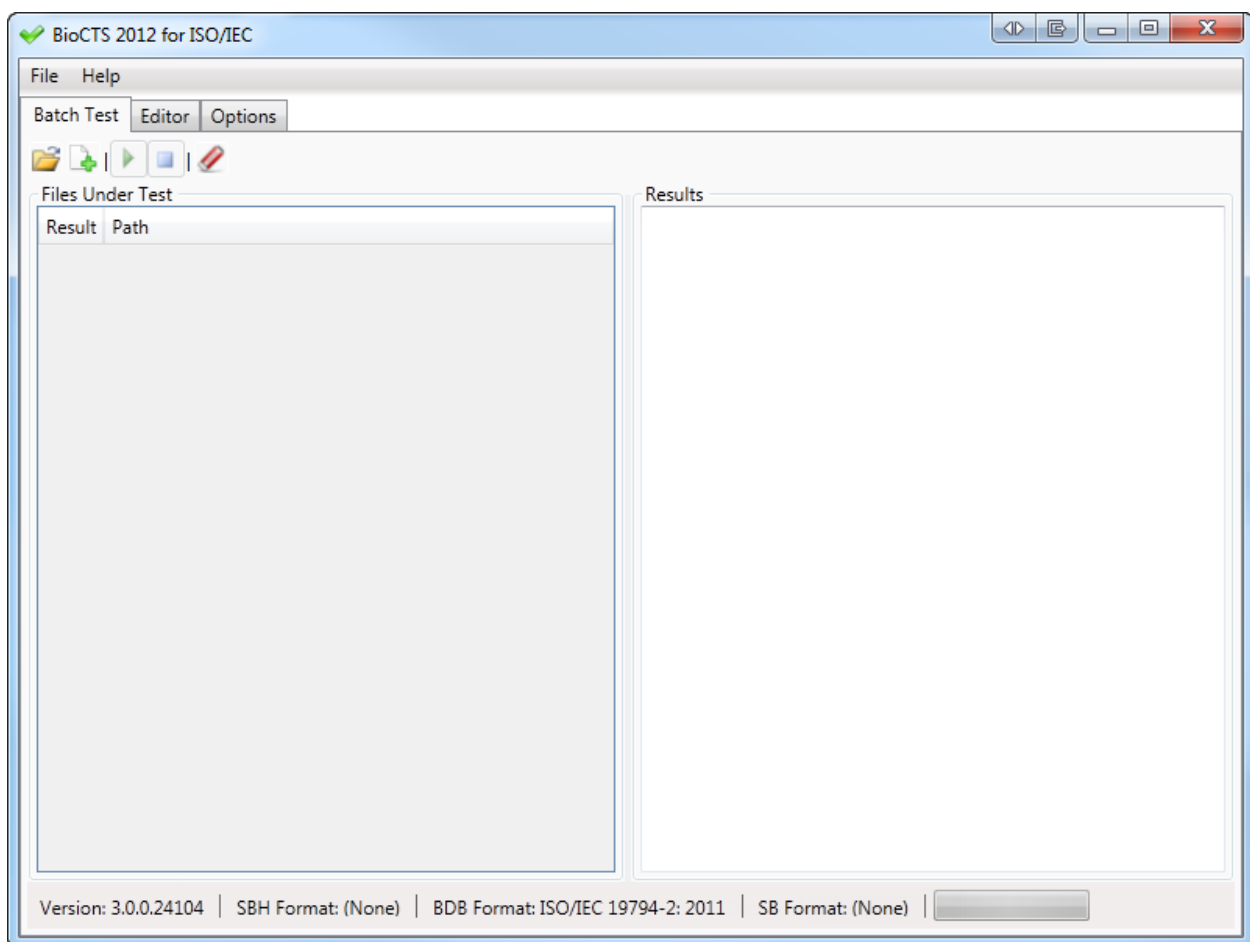 BioCTS 2012 for ISO/IEC
File Help
Batch Test Editor Options
Files Under Test
Results
Result Path
Version: 3.0.0.24104 | SBH Format: (None) | BDB Format: ISO/IEC 19794-2: 2011 | SB Format: (None) |